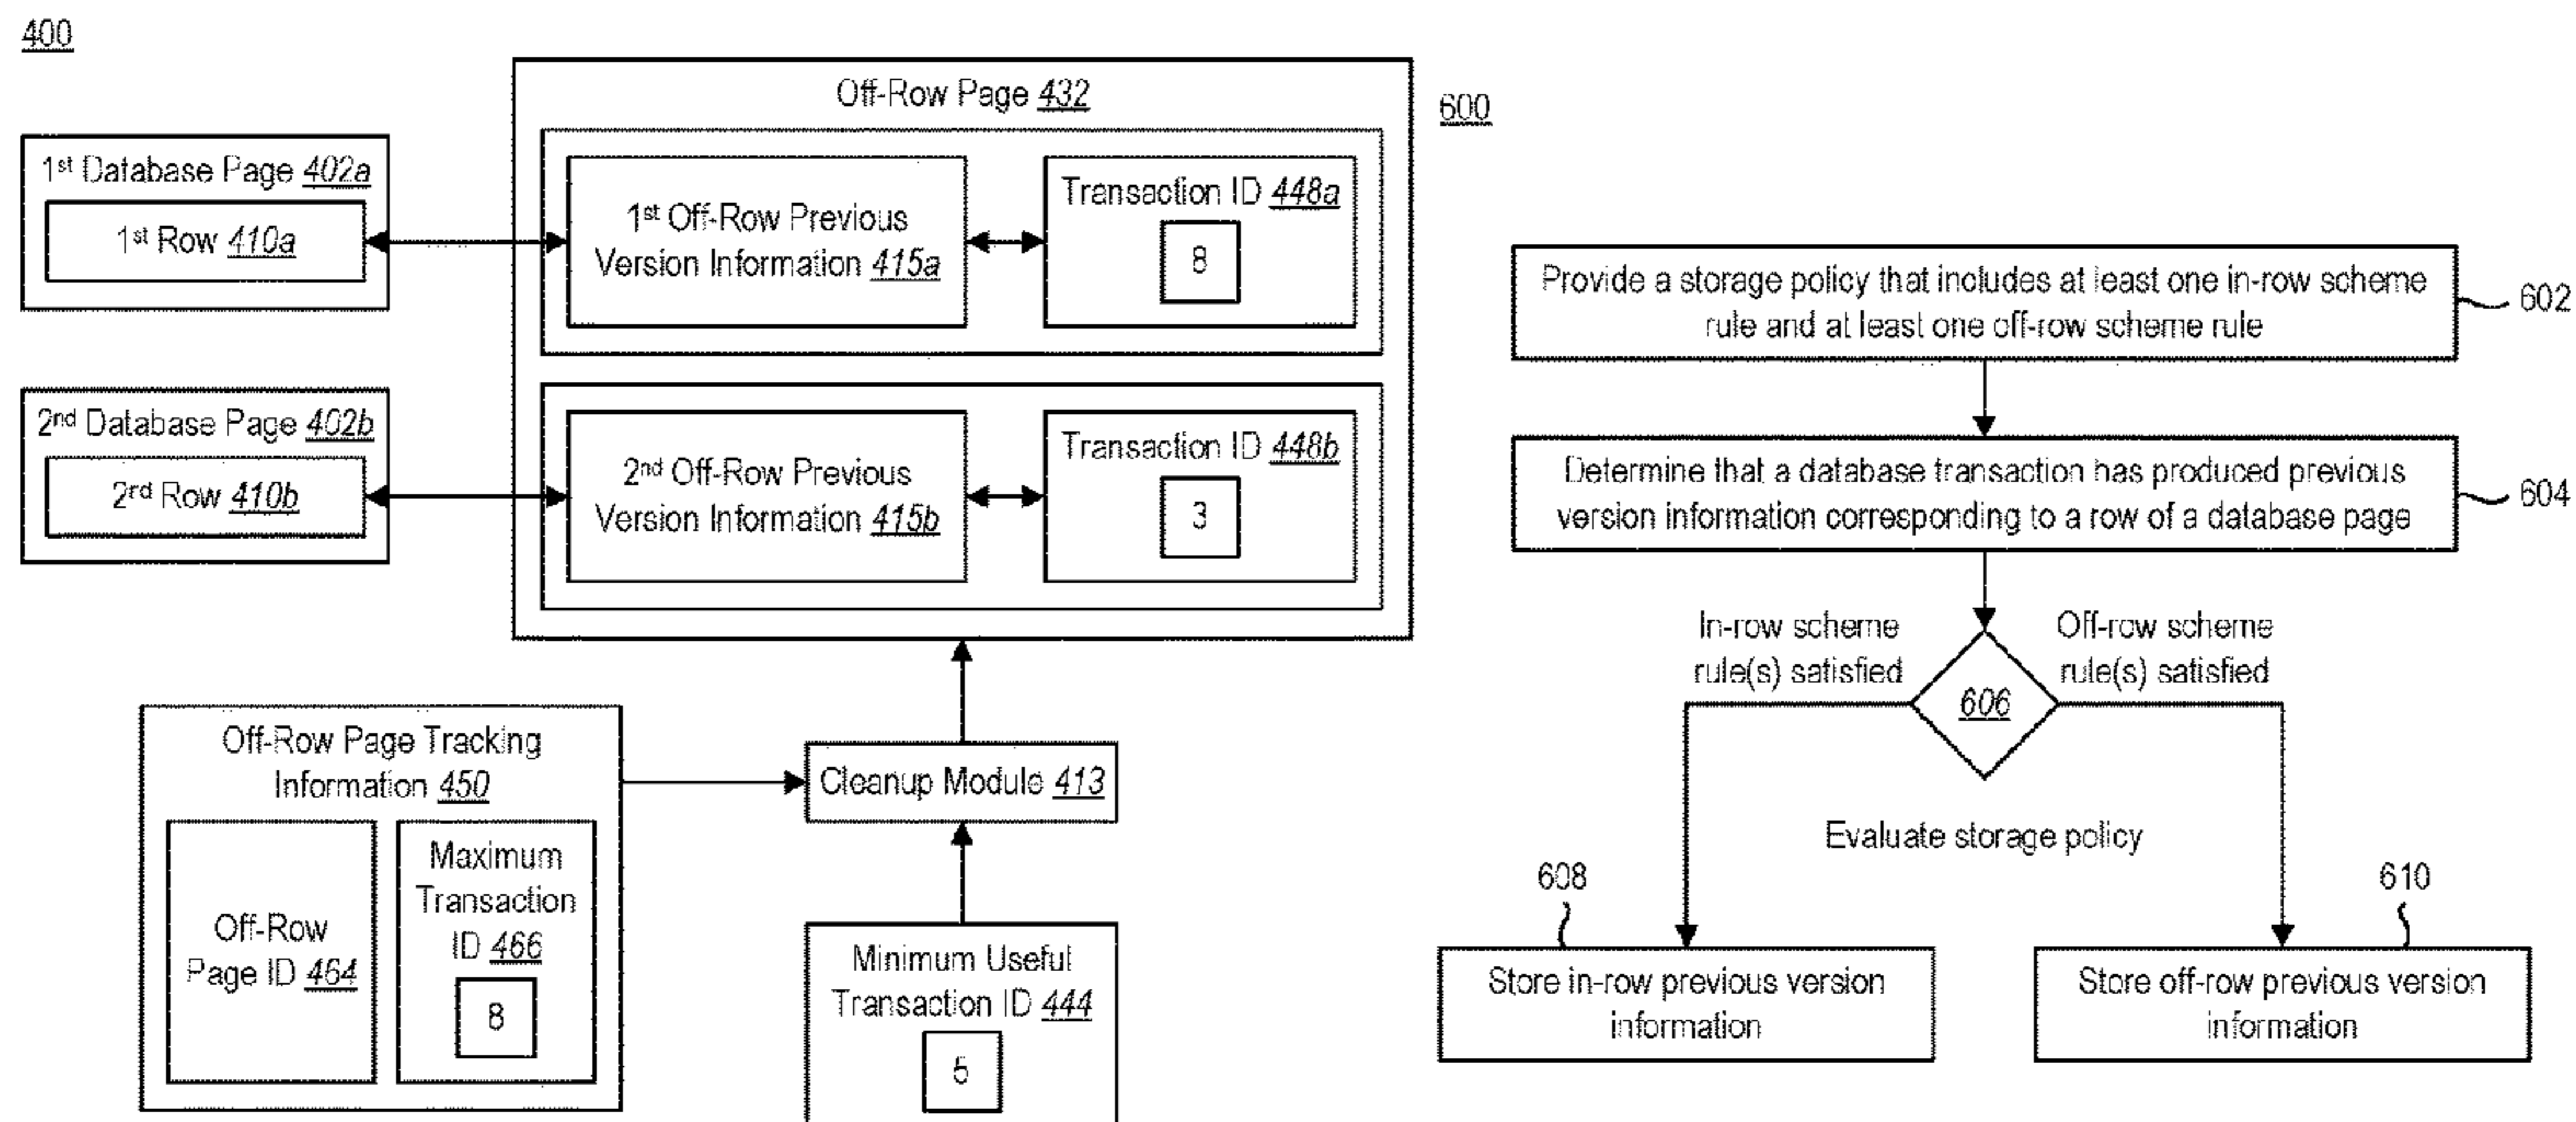 400
Off-Row Page 432
1st Database Page 402a
1st Row 410a
1st Off-Row Previous
Version Information 415a
Transaction ID 448a
8
2nd Database Page 402b
2nd Row 410b
2nd Off-Row Previous
Version Information 415b
Transaction ID 448b
3
Off-Row Page Tracking
Information 450
Off-Row
Page ID 464
Maximum
Transaction
ID 466
8
Cleanup Module 413
Minimum Useful
Transaction ID 444
5
600
Provide a storage policy that includes at least one in-row scheme
rule and at least one off-row scheme rule
602
Determine that a database transaction has produced previous
version information corresponding to a row of a database page
604
In-row scheme
rule(s) satisfied
Off-row scheme
rule(s) satisfied
606
Evaluate storage policy
608
Store in-row previous version
information
610
Store off-row previous version
information